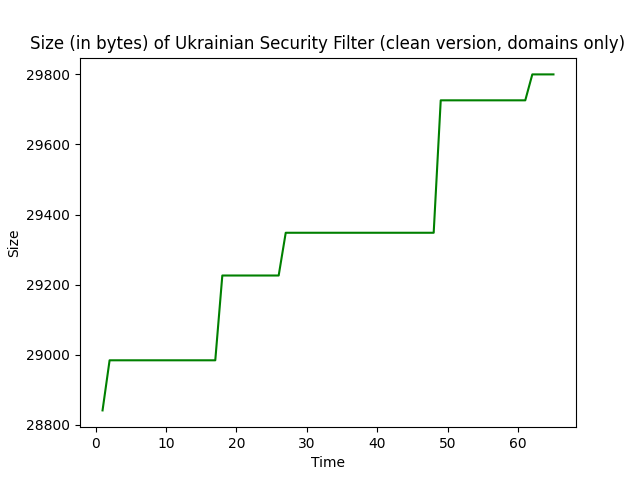 Size (in bytes) of Ukrainian Security Filter (clean version, domains only)
29800
29600
29400
29200
29000
28800
Size
0 10 20 30 40 50 60
Time